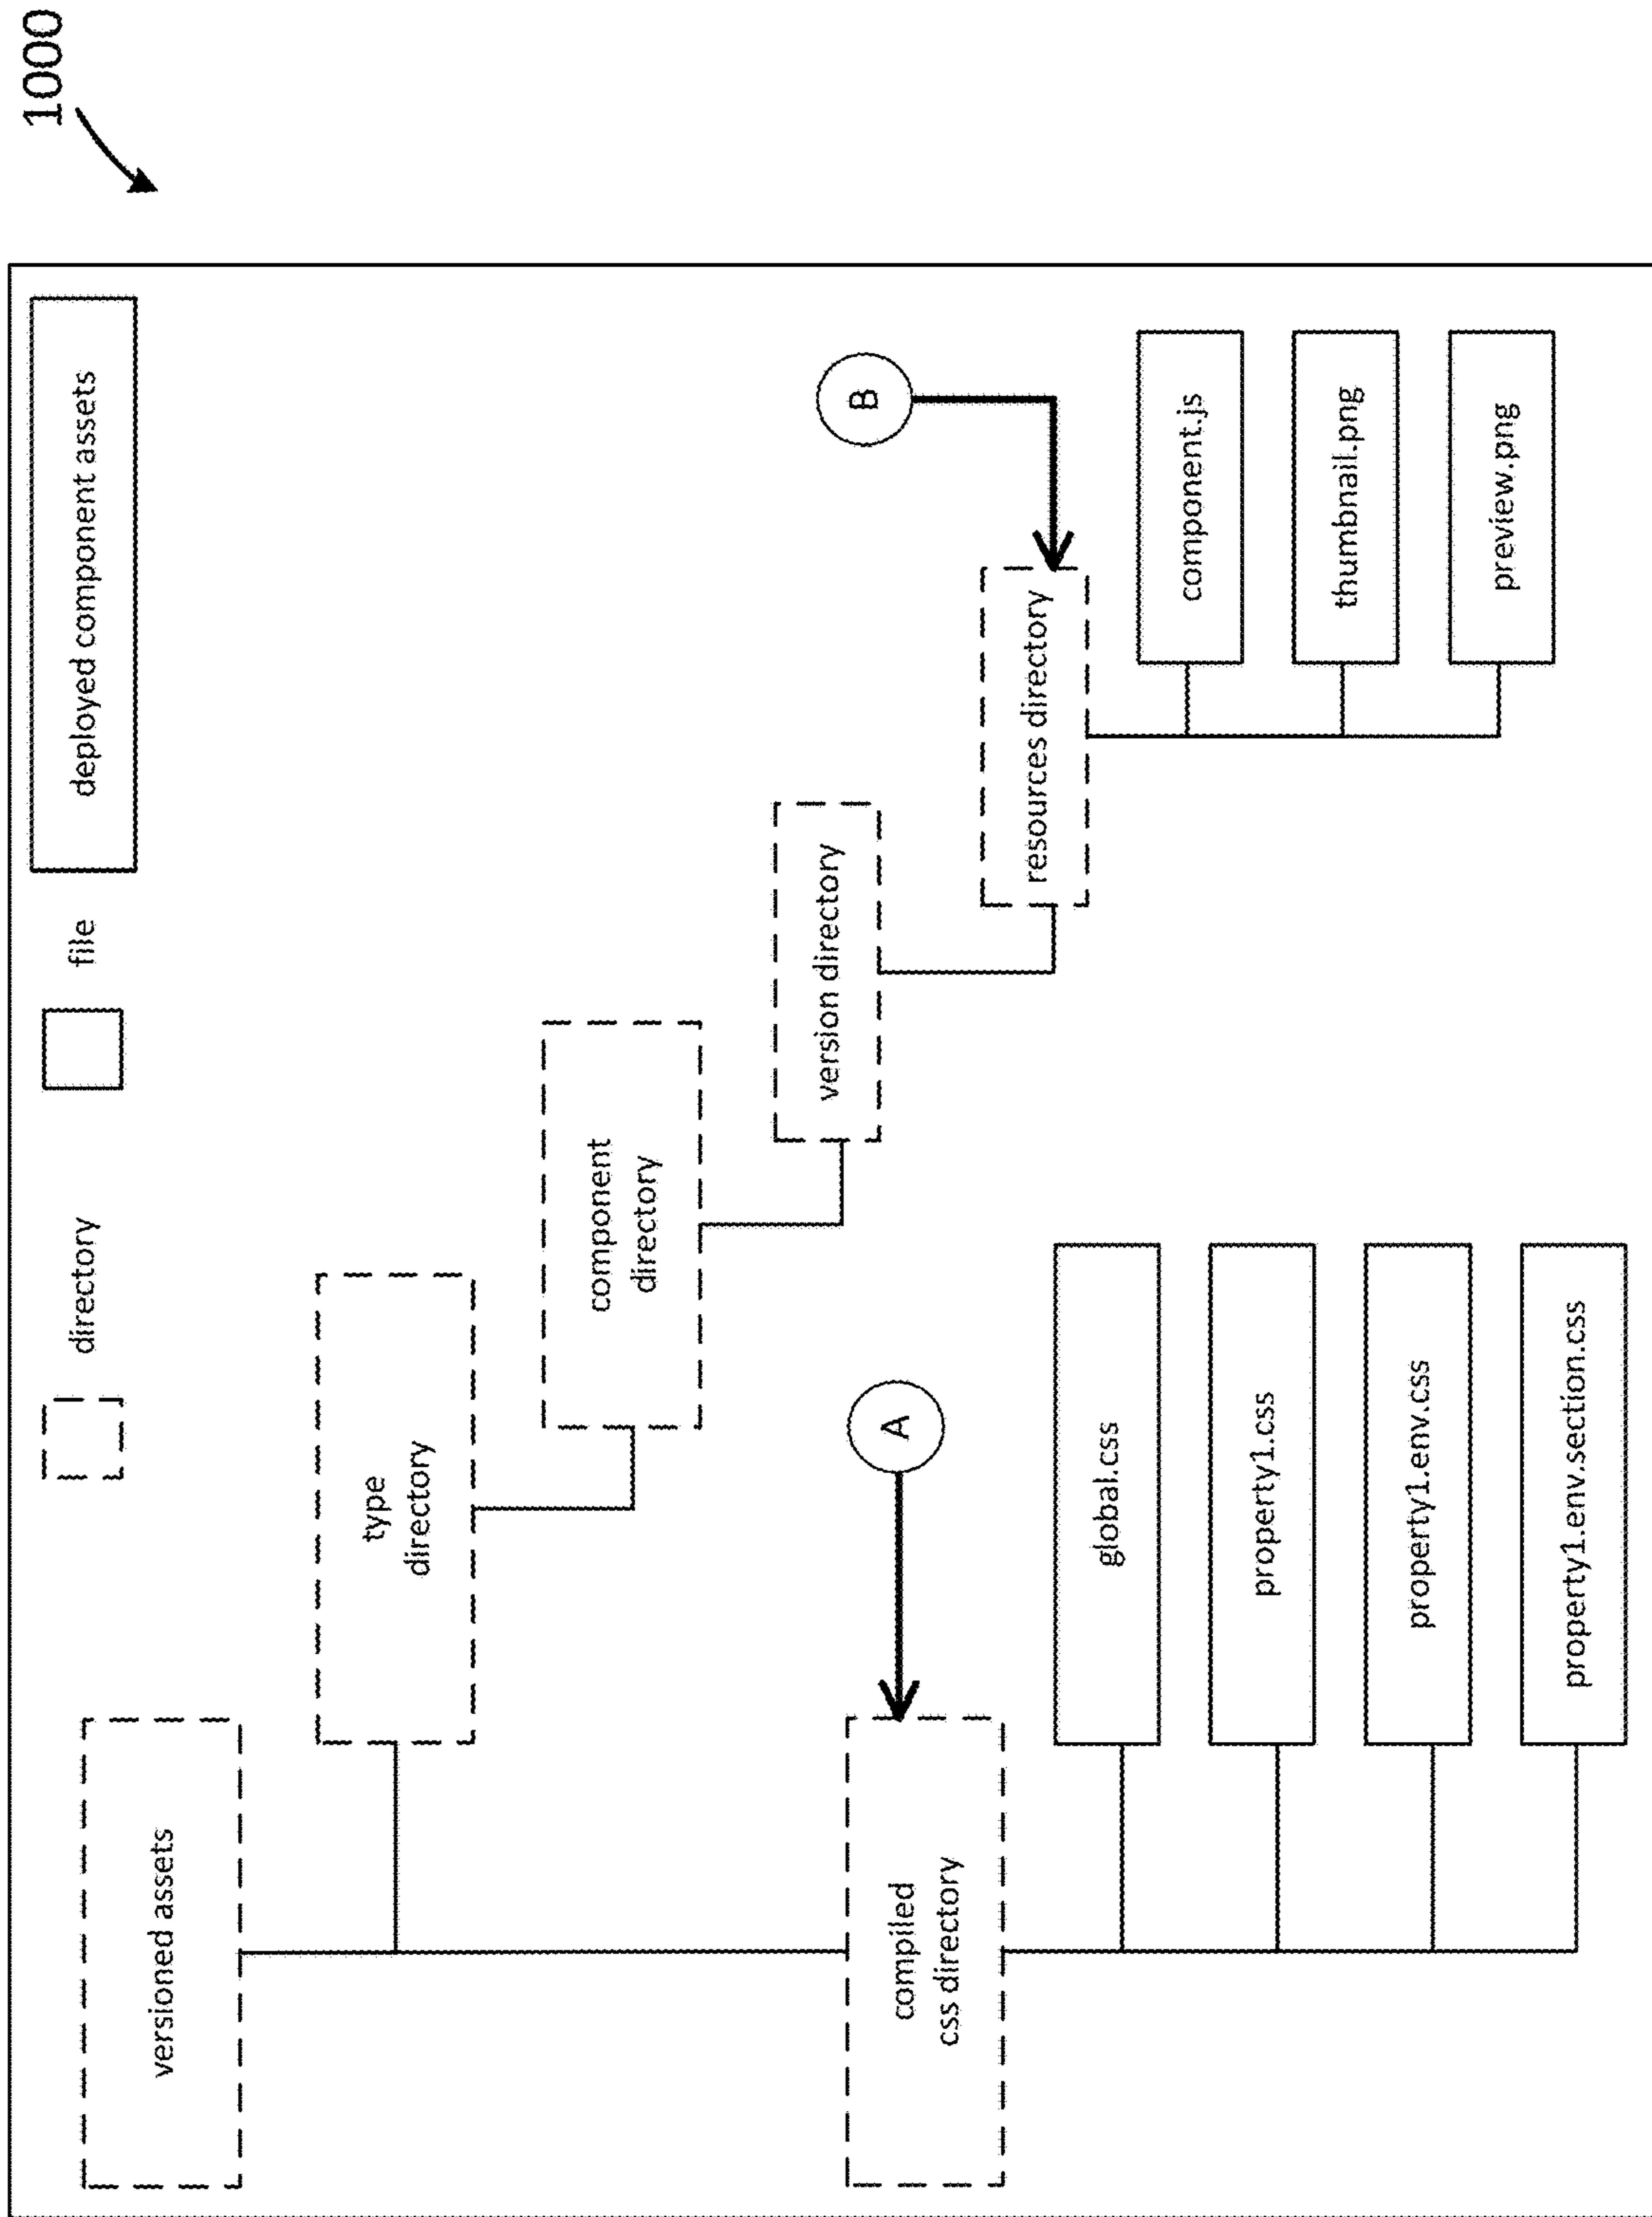 1000
directory
file
deployed component assets
versioned assets
type
directory
component
directory
version directory
resources directory
B
component.js
thumbnail.png
preview.png
compiled
css directory
A
global.css
property1.css
property1.env.css
property1.env.section.css